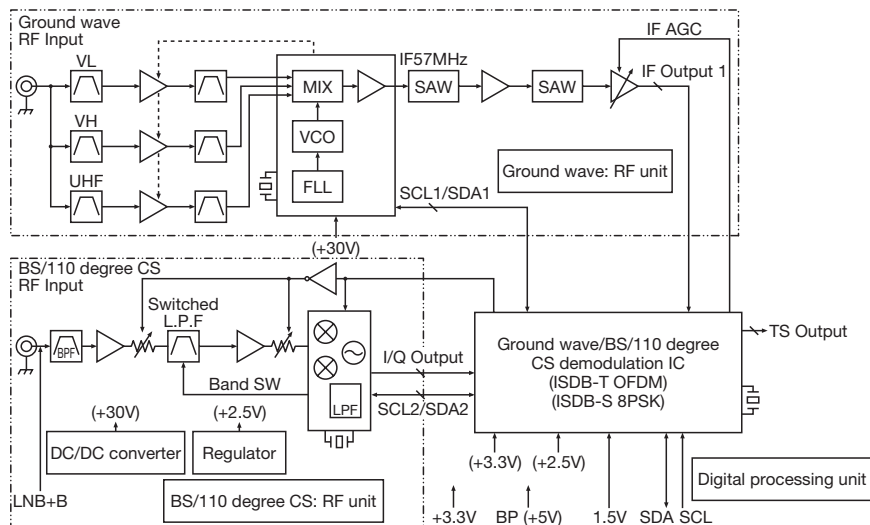 Ground wave
RF Input
IF AGC
VL
IF57MHz
IF Output 1
MIX
SAW
SAW
VH
VCO
Ground wave: RF unit
UHF
FLL
SCL1/SDA1
(+30V)
BS/110 degree CS
RF Input
Switched
L.P.F
BPF
I/Q Output
Band SW
LPF
SCL2/SDA2
Ground wave/BS/110 degree
CS demodulation IC
(ISDB-T OFDM)
(ISDB-S 8PSK)
TS Output
(+30V)
(+2.5V)
DC/DC converter
Regulator
(+3.3V)
(+2.5V)
LNB+B
BS/110 degree CS: RF unit
Digital processing unit
+3.3V
BP (+5V)
1.5V
SDA
SCL